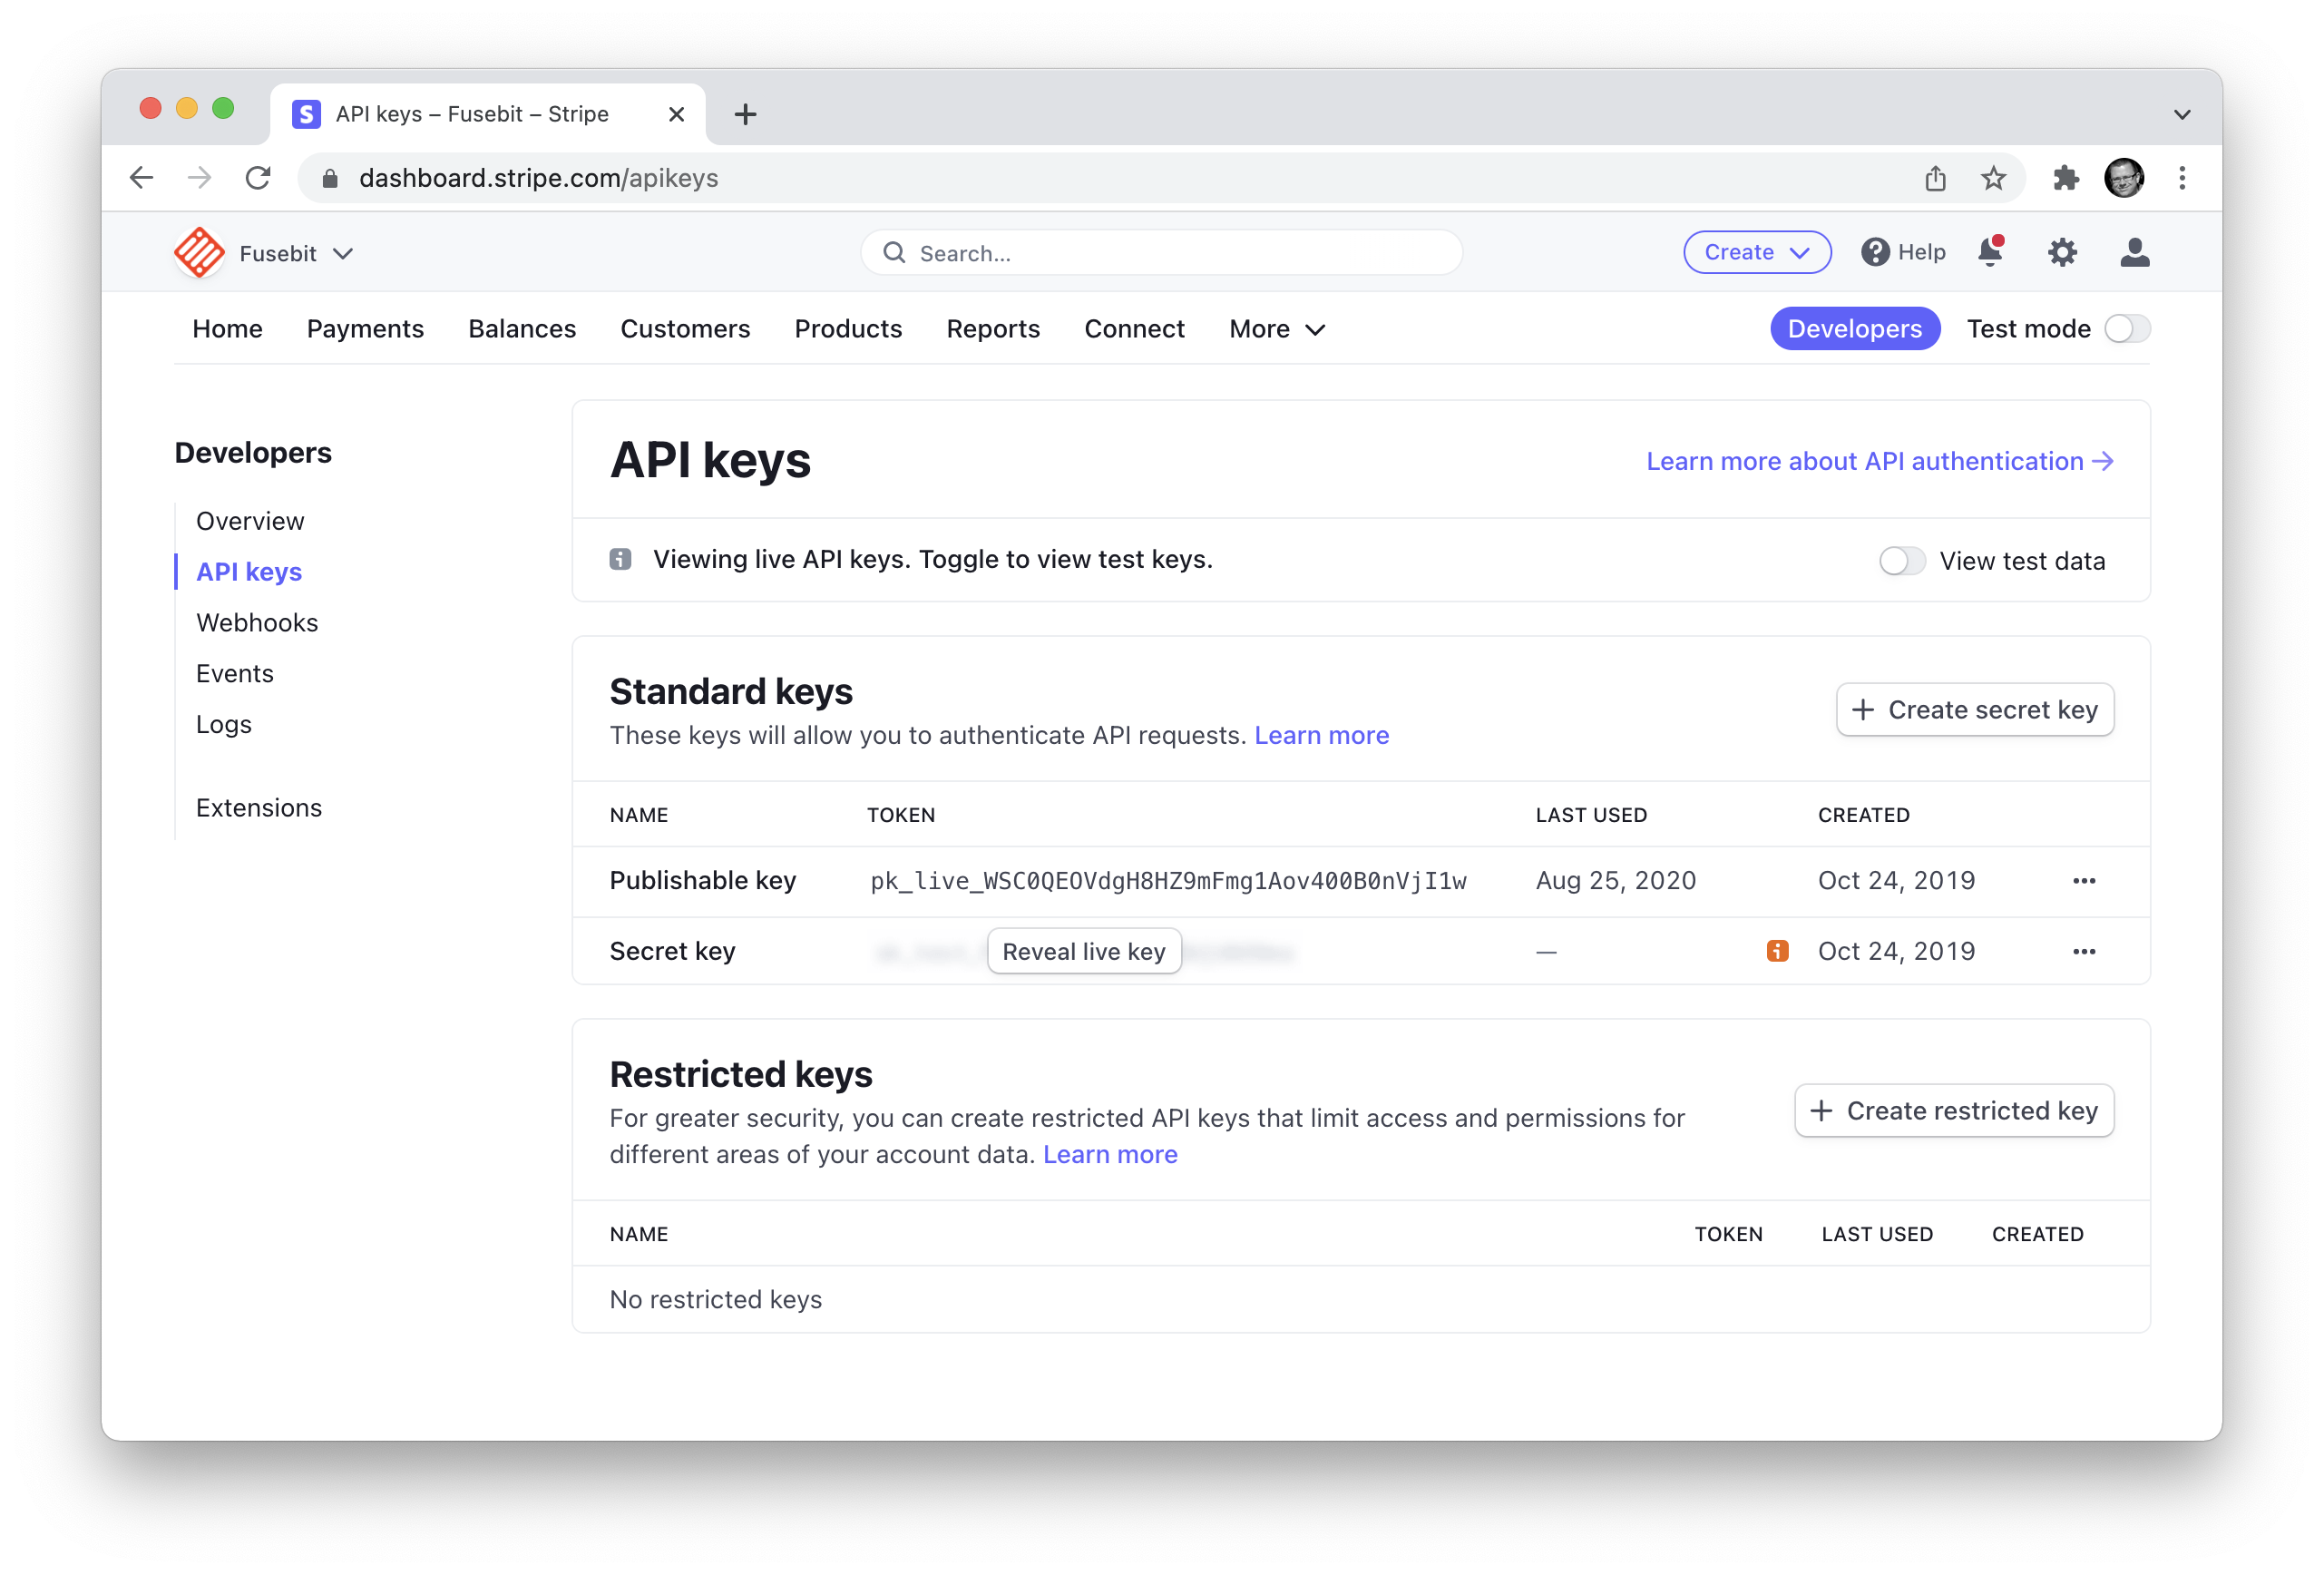 API keys – Fusebit – Stripe
dashboard.stripe.com/apikeys
Fusebit
Search...
Create
Help
Home Payments Balances Customers Products Reports Connect More Developers Test mode
Developers
Overview
API keys
Webhooks
Events
Logs
Extensions
API keys
Learn more about API authentication →
Viewing live API keys. Toggle to view test keys.
View test data
Standard keys
These keys will allow you to authenticate API requests. Learn more
+ Create secret key
NAME TOKEN LAST USED CREATED
Publishable key pk_live_WSC0QEOVdgH8HZ9mFmg1Aov400B0nVjI1w Aug 25, 2020 Oct 24, 2019 •••
Secret key Reveal live key — Oct 24, 2019 •••
Restricted keys
For greater security, you can create restricted API keys that limit access and permissions for
different areas of your account data. Learn more
+ Create restricted key
NAME TOKEN LAST USED CREATED
No restricted keys